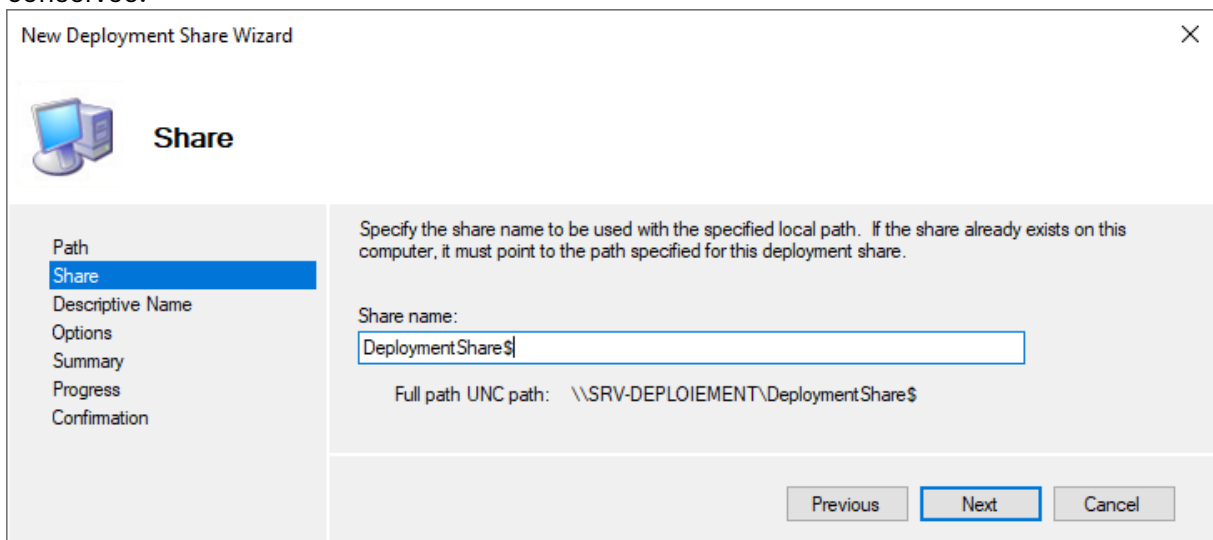 New Deployment Share Wizard
Share
Path
Share
Descriptive Name
Options
Summary
Progress
Confirmation
Specify the share name to be used with the specified local path.  If the share already exists on this
computer, it must point to the path specified for this deployment share.
Share name:
DeploymentShare$
Full path UNC path:   \\SRV-DEPLOIEMENT\DeploymentShare$
Previous
Next
Cancel